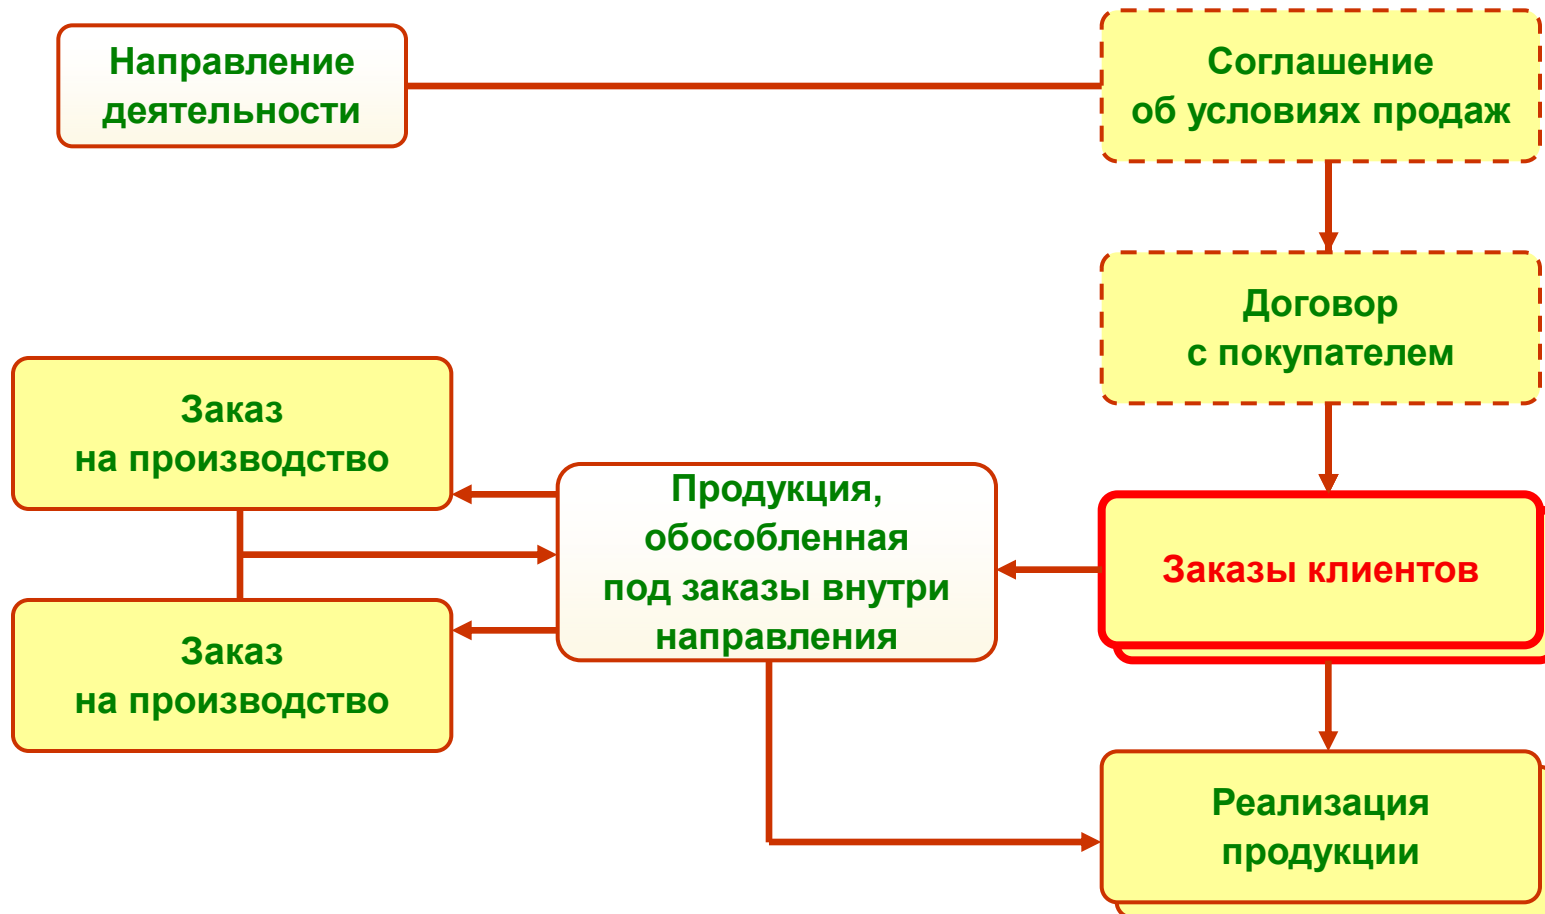 Направление
деятельности
Соглашение
об условиях продаж
Договор
с покупателем
Заказ
на производство
Продукция,
обособленная
под заказы внутри
направления
Заказы клиентов
Заказ
на производство
Реализация
продукции